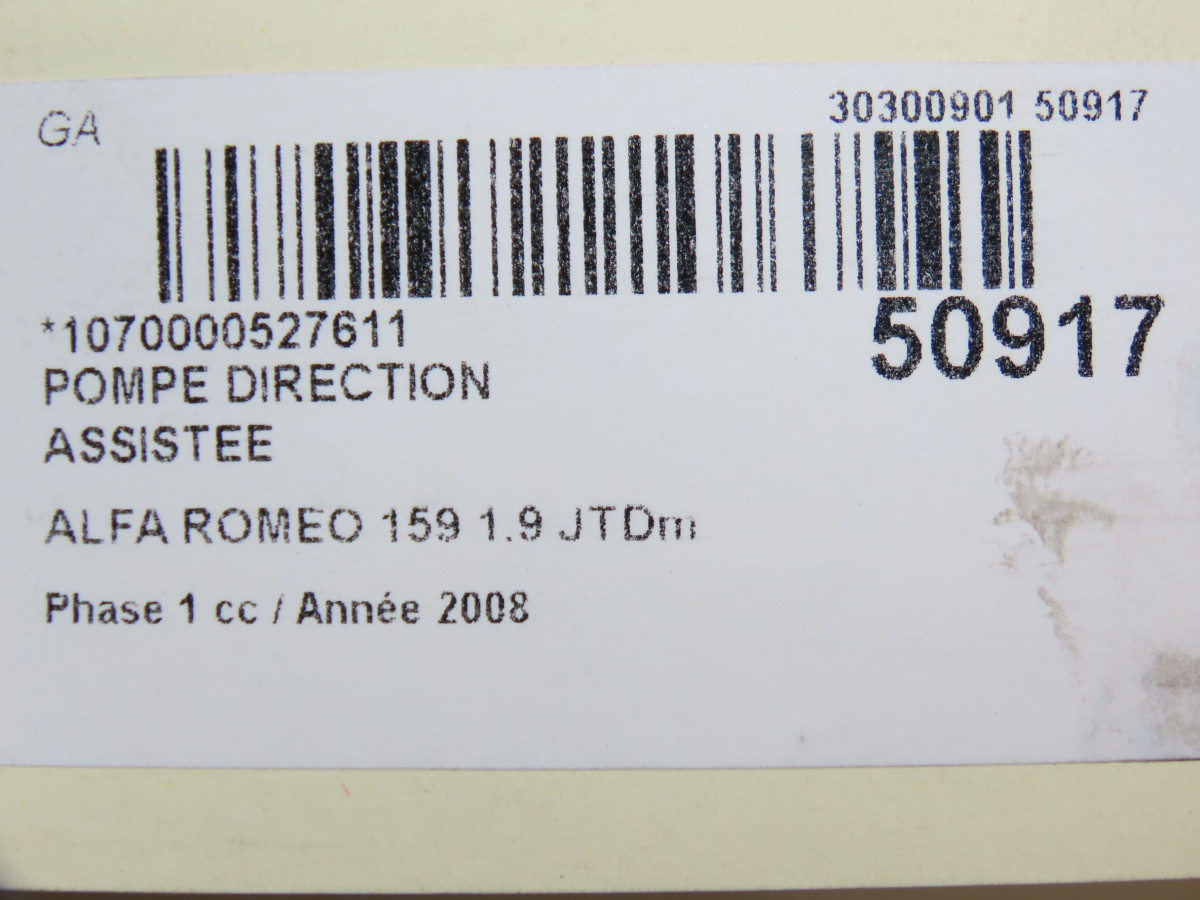 GA
30300901 50917
*1070000527611
50917
POMPE DIRECTION
ASSISTEE
ALFA ROMEO 159 1.9 JTDm
Phase 1 cc / Année 2008